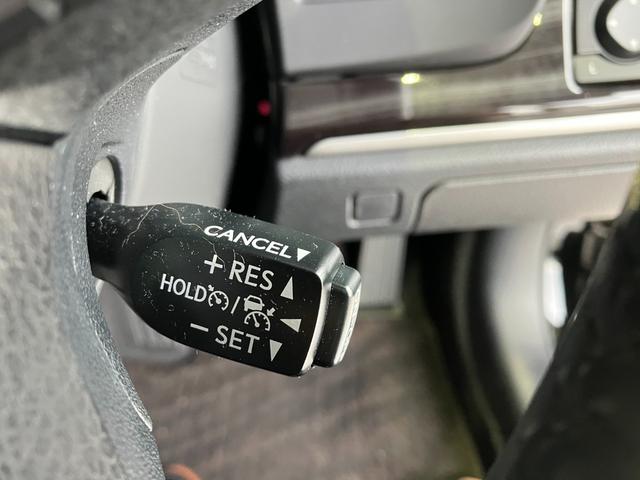 CANCEL▼
+ RES ▲
HOLD / ◀
− SET ▼